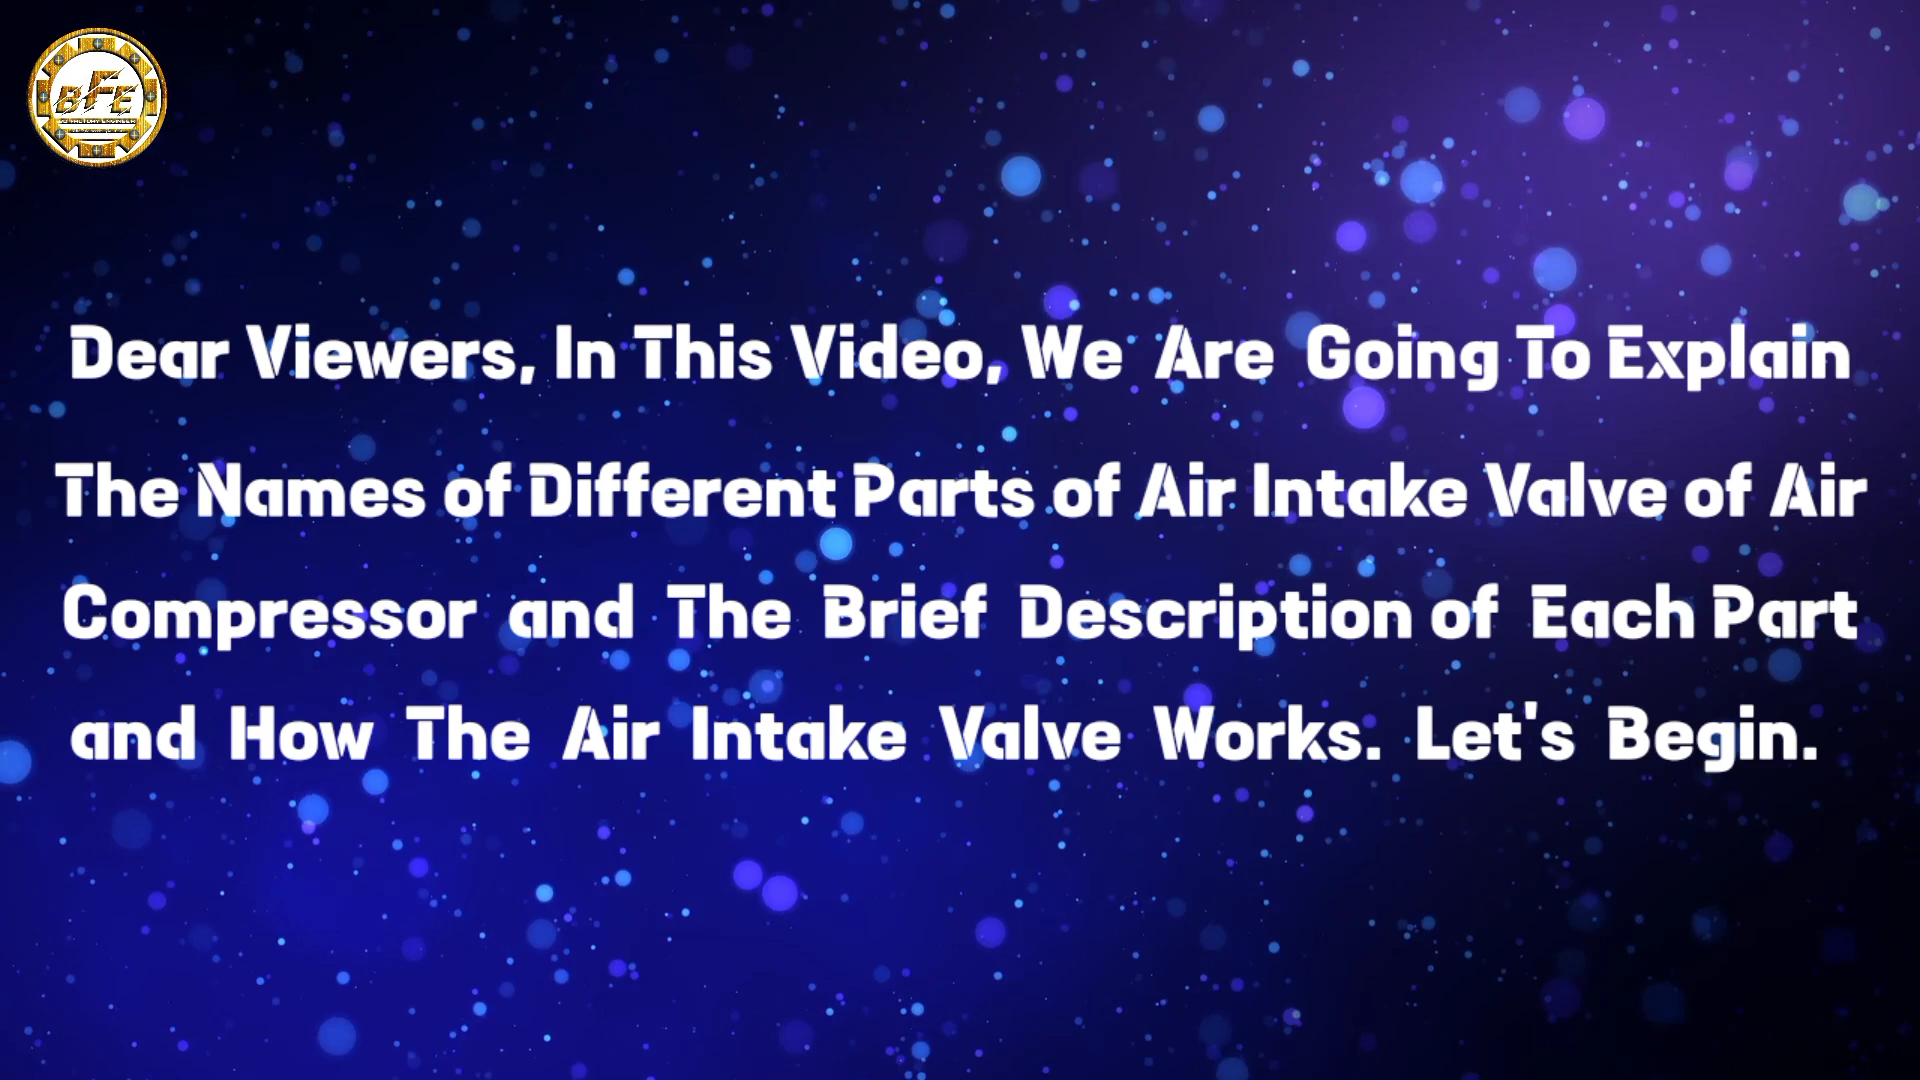 BFE
Dear Viewers, In This Video, We Are Going To Explain
The Names of Different Parts of Air Intake Valve of Air
Compressor and The Brief Description of Each Part
and How The Air Intake Valve Works. Let's Begin.